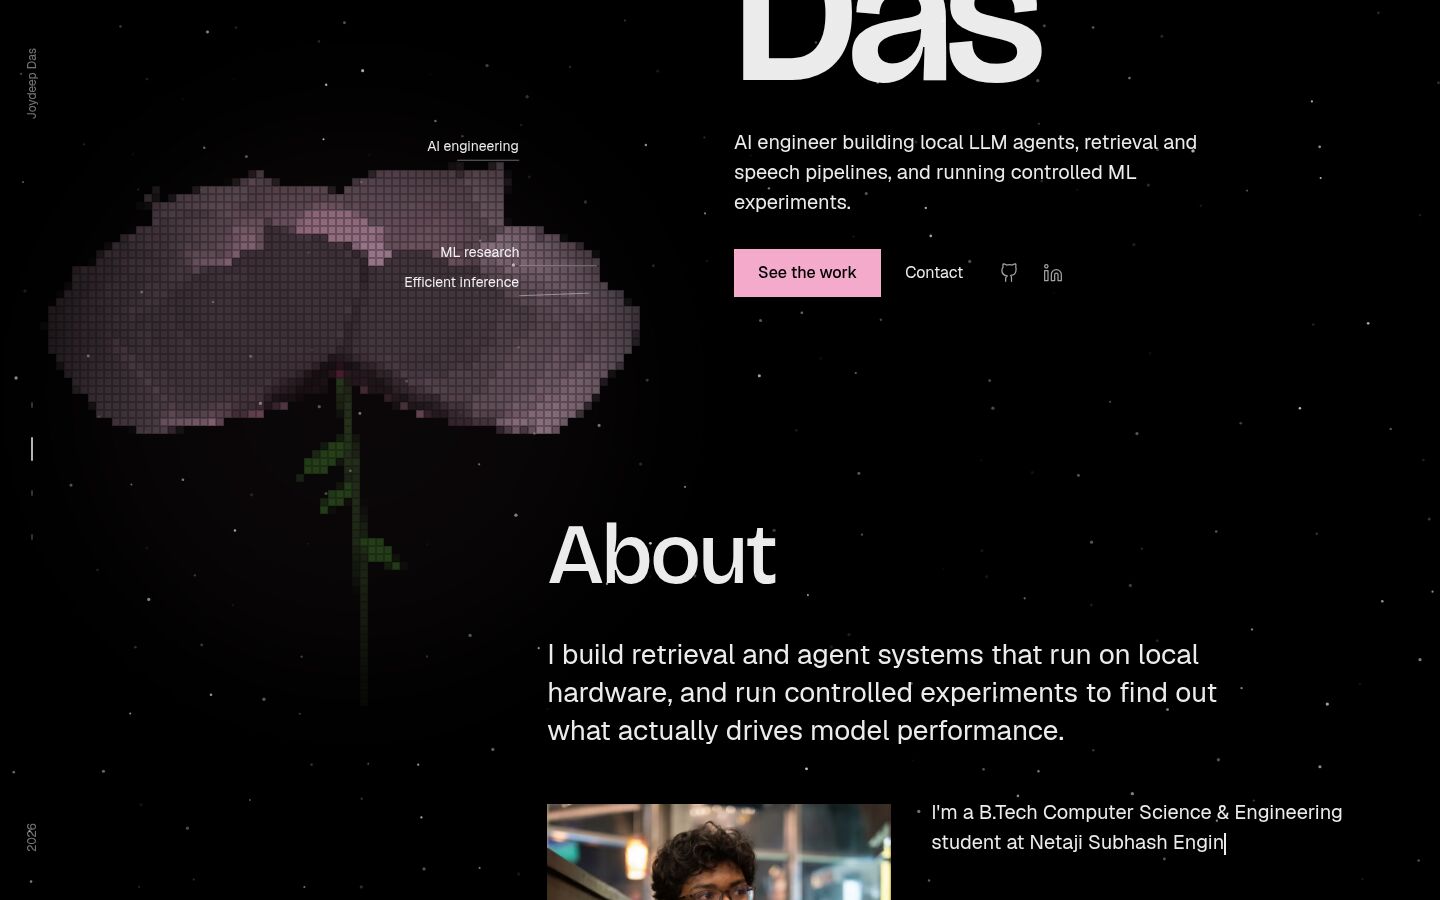 Das
Joydeep Das
AI engineering
AI engineer building local LLM agents, retrieval and
speech pipelines, and running controlled ML
experiments.
ML research
See the work
Contact
Efficient inference
About
I build retrieval and agent systems that run on local
hardware, and run controlled experiments to find out
what actually drives model performance.
I'm a B.Tech Computer Science & Engineering
student at Netaji Subhash Engin
2026